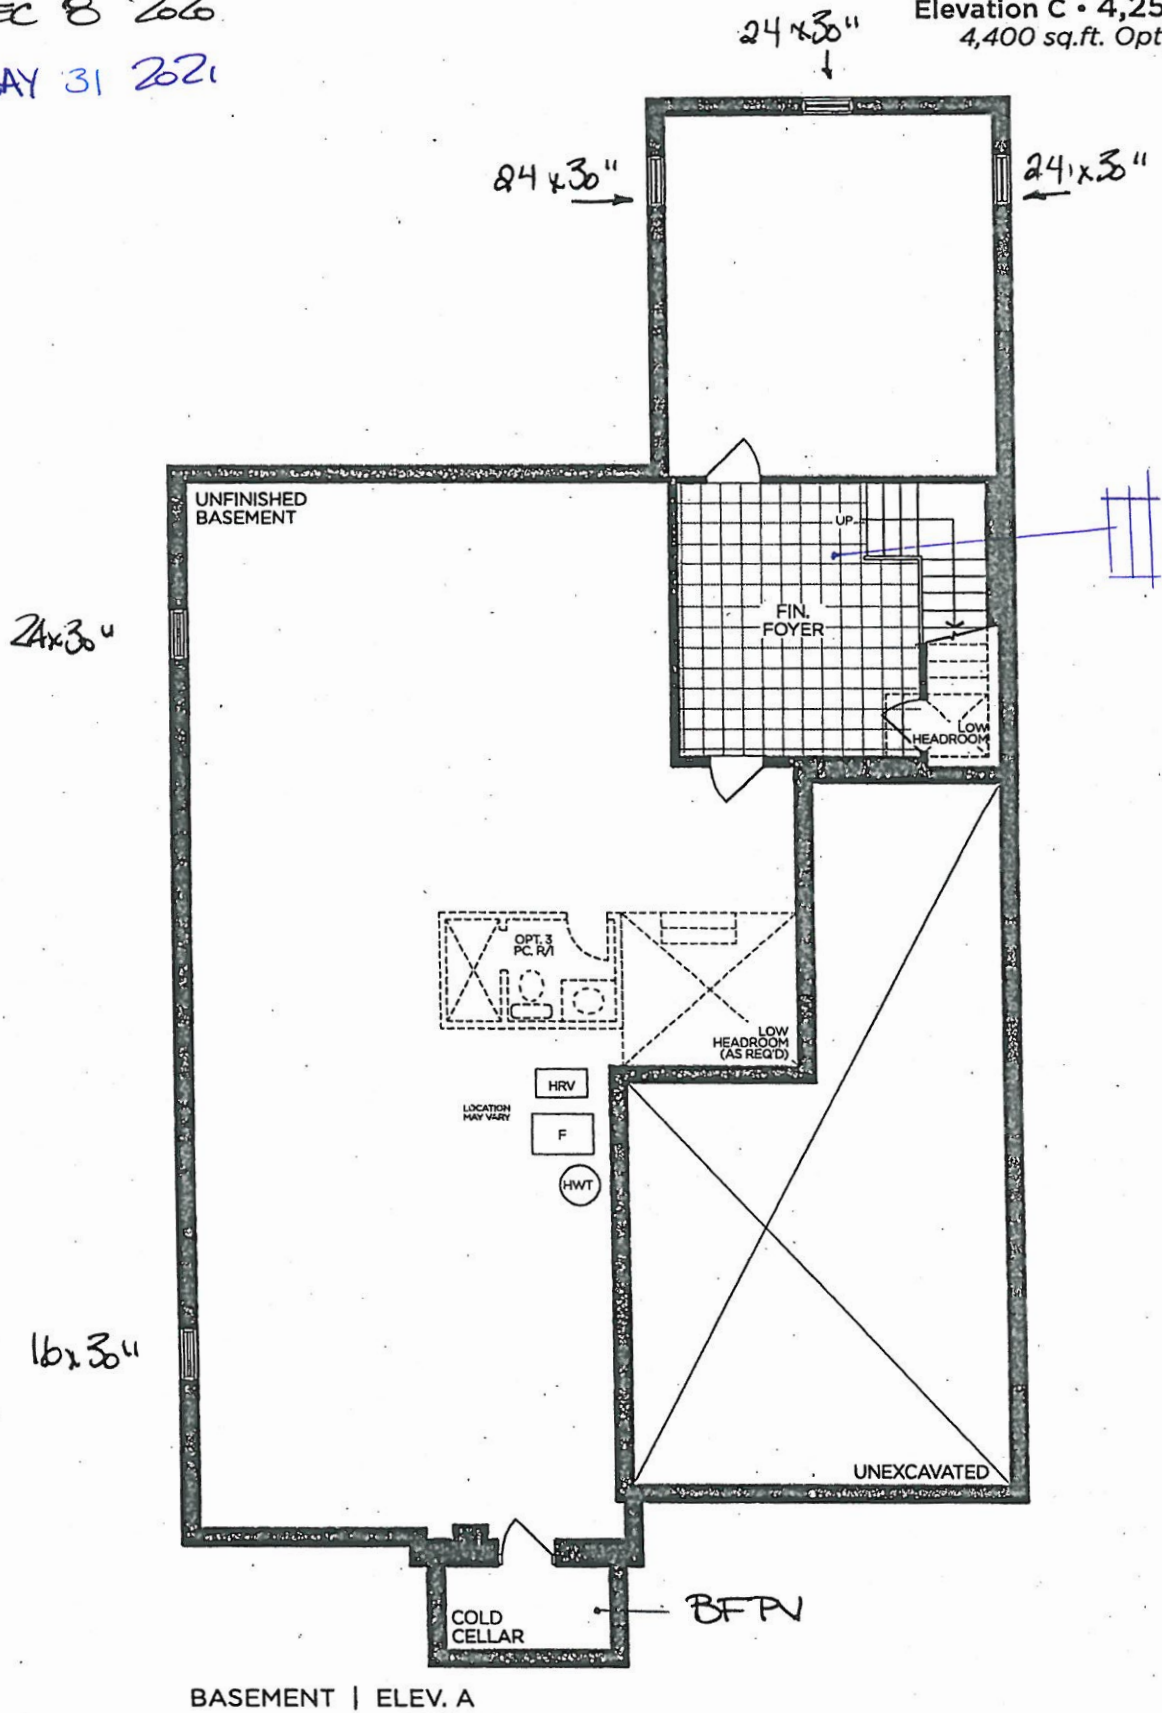 EC 8 2020
Elevation C • 4,25
4,400 sq.ft. Opt
24x30"
AY 31 2021
24x30"
24x30"
UNFINISHED
BASEMENT
UP
24x30"
FIN.
FOYER
LOW
HEADROOM
OPT. 3
PC. R/I
LOW
HEADROOM
(AS REQ'D)
HRV
LOCATION
MAY VARY
F
HWT
16x30"
UNEXCAVATED
COLD
CELLAR
BFPV
BASEMENT | ELEV. A